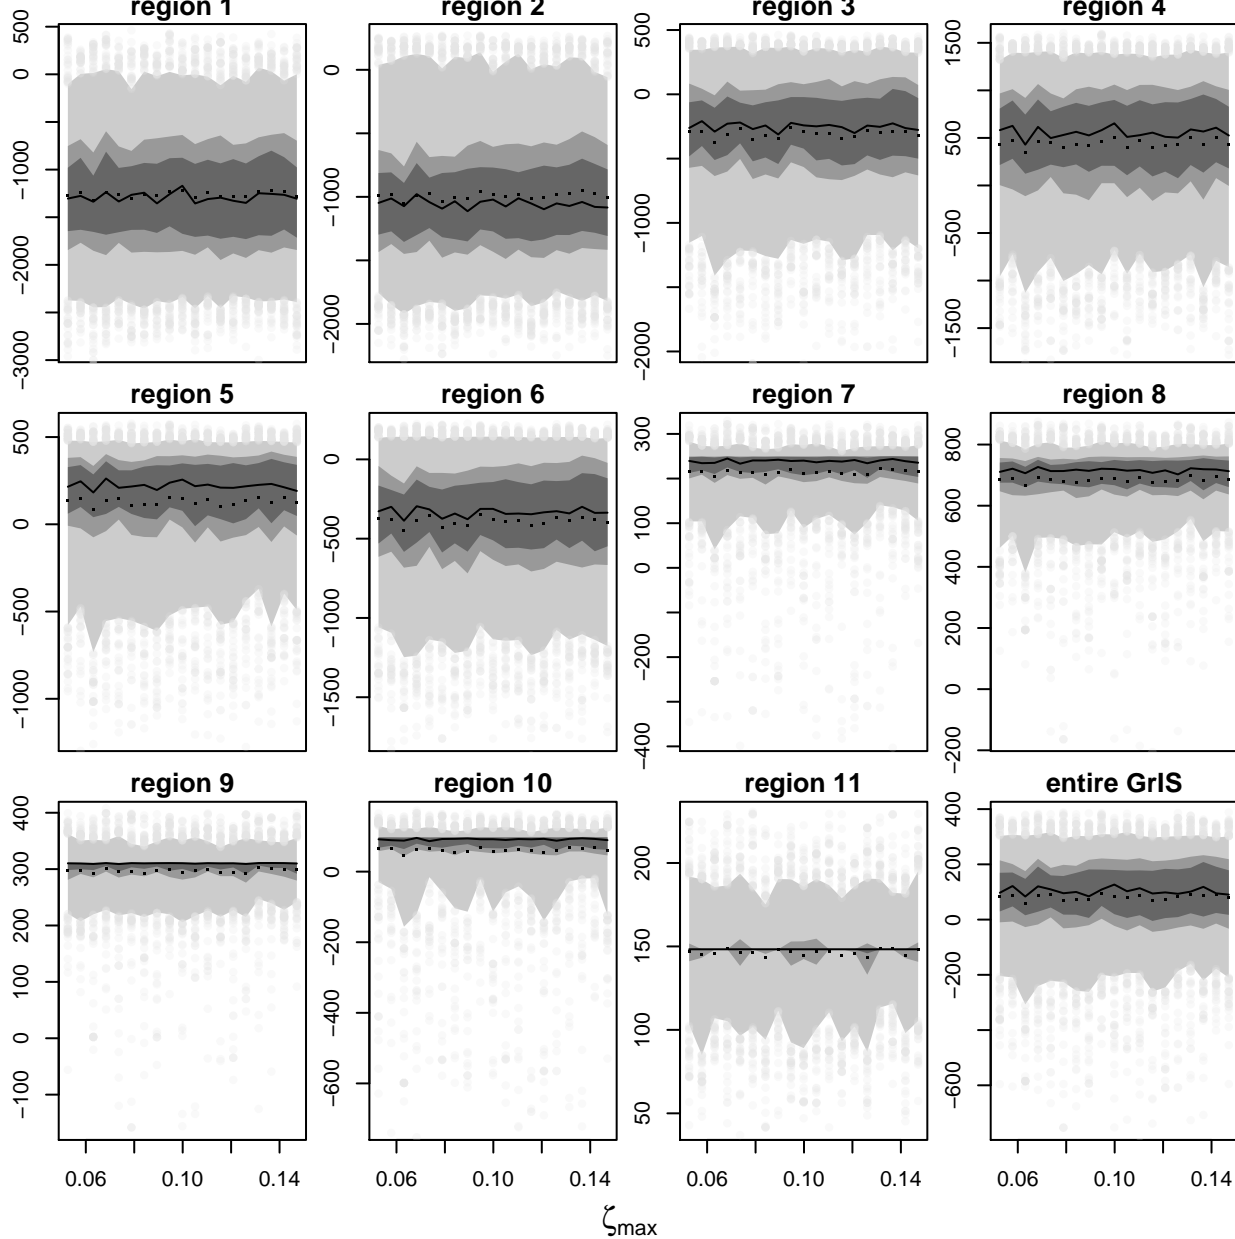 region 1 region 2 region 3 region 4
500 0 −1000 −2000 −3000
0 −1000 −2000
500 0 −1000 −2000
1500 500 −500 −1500
region 5 region 6 region 7 region 8
500 0 −500 −1000
0 −500 −1000 −1500
300 100 0 −200 −400
800 600 400 200 0 −200
region 9 region 10 region 11 entire GrIS
400 300 200 100 0 −100
0 −200 −400 −600
200 150 100 50
400 200 0 −200 −600
0.06 0.10 0.14 0.06 0.10 0.14 0.06 0.10 0.14 0.06 0.10 0.14
ζmax